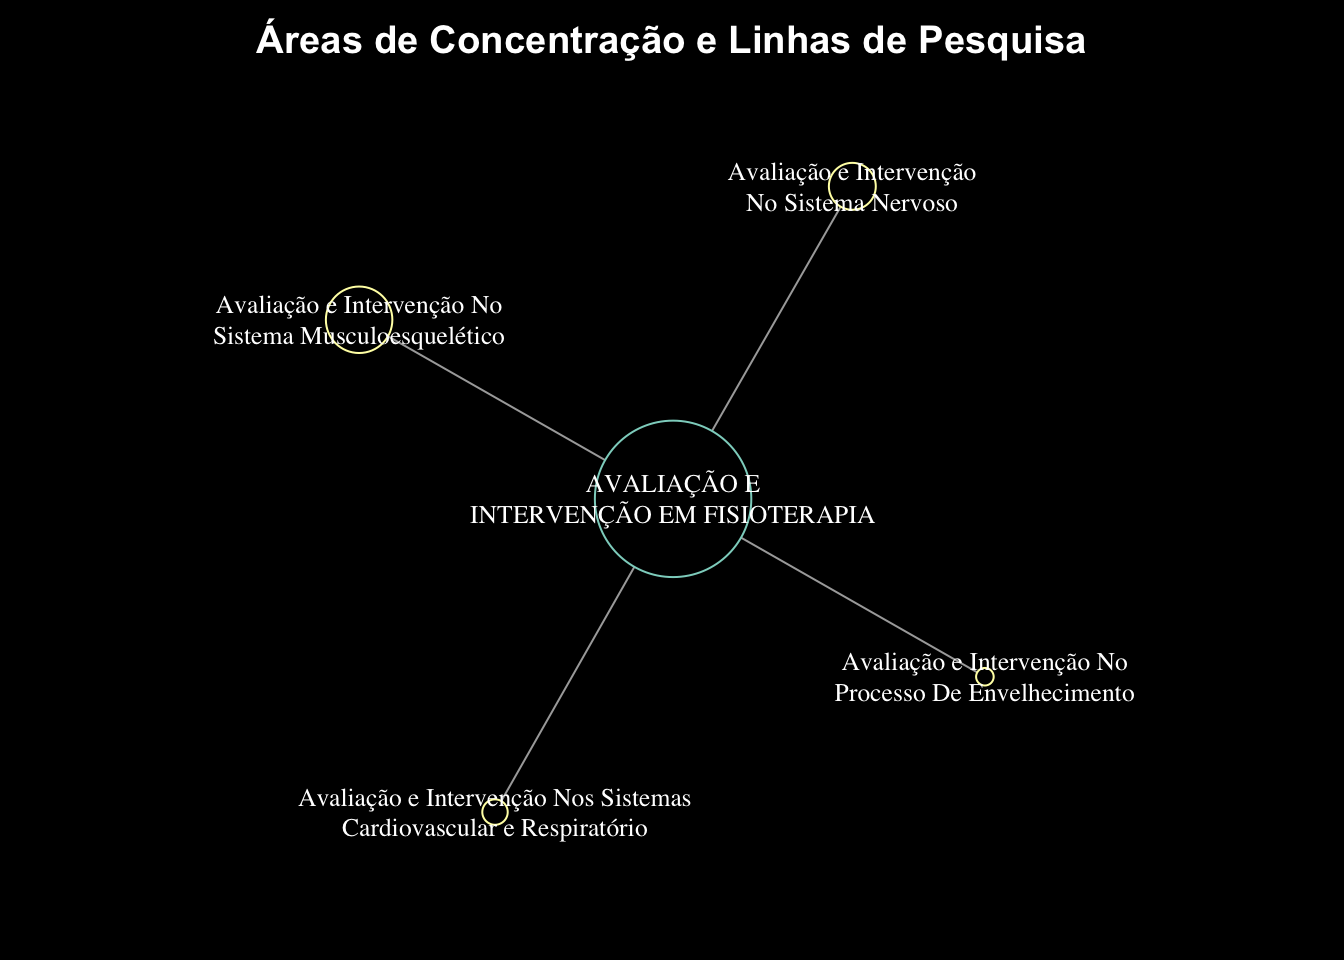 Áreas de Concentração e Linhas de Pesquisa
Avaliação e Intervenção
No Sistema Nervoso
Avaliação e Intervenção No
Sistema Musculoesquelético
AVALIAÇÃO E
INTERVENÇÃO EM FISIOTERAPIA
Avaliação e Intervenção No
Processo De Envelhecimento
Avaliação e Intervenção Nos Sistemas
Cardiovascular e Respiratório